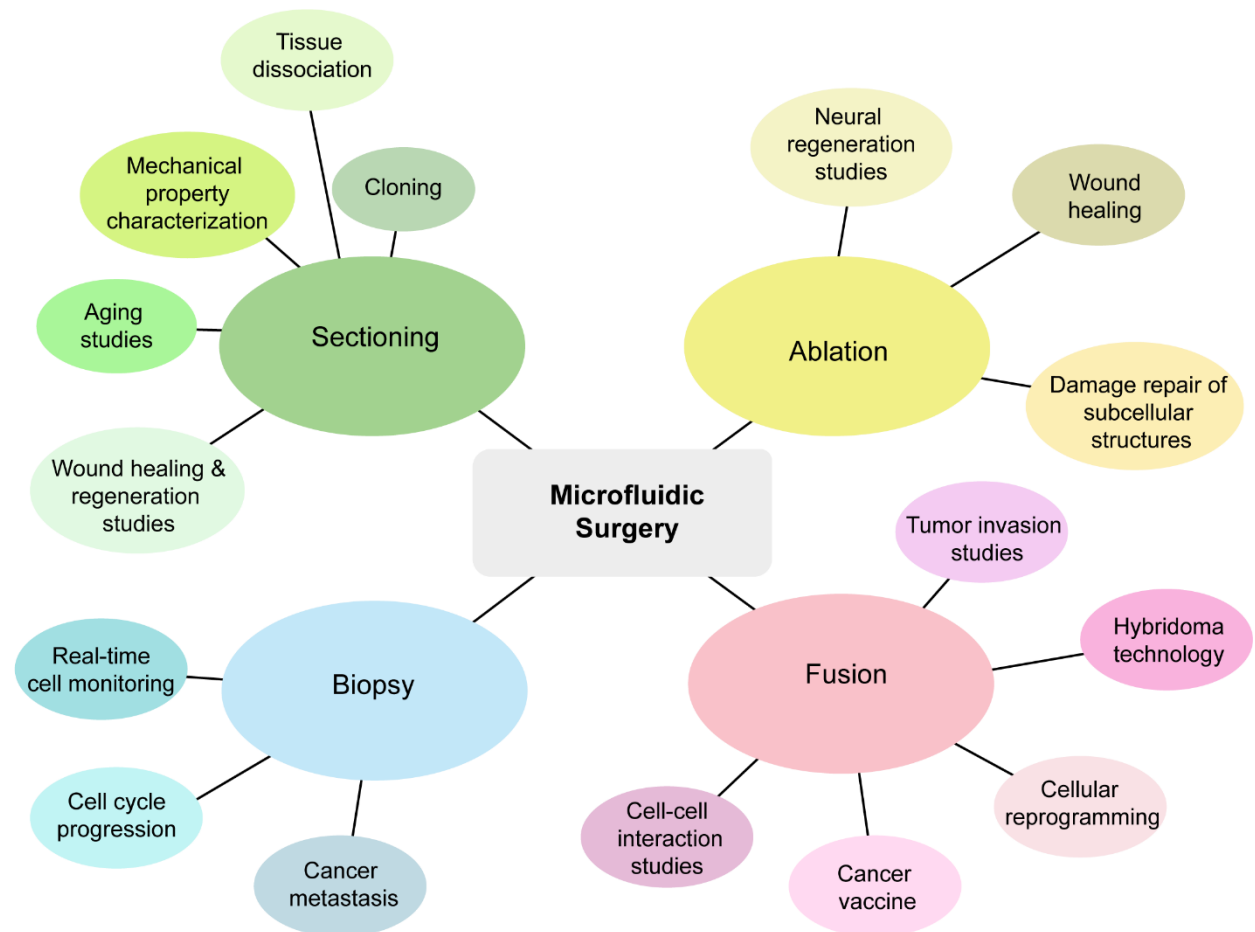 Tissue
dissociation
Mechanical
property
characterization
Cloning
Aging
studies
Sectioning
Wound healing &
regeneration
studies
Neural
regeneration
studies
Wound
healing
Ablation
Damage repair of
subcellular
structures
Microfluidic
Surgery
Real-time
cell monitoring
Biopsy
Cell cycle
progression
Cancer
metastasis
Tumor invasion
studies
Hybridoma
technology
Fusion
Cellular
reprogramming
Cell-cell
interaction
studies
Cancer
vaccine